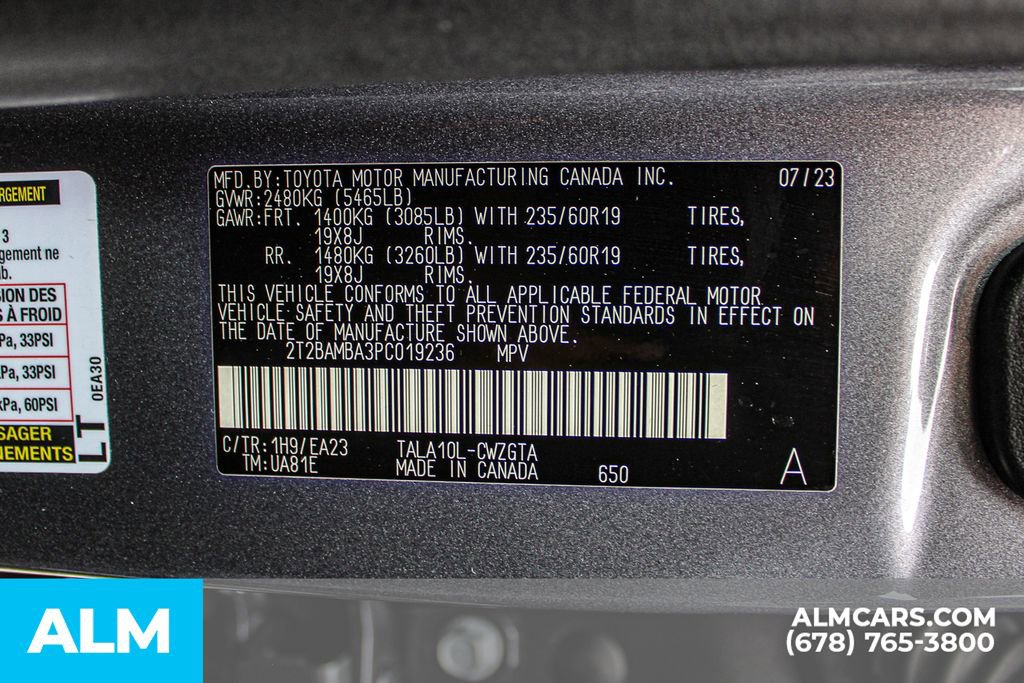 RGEMENT
3
gement ne
b.
SION DES
S À FROID
Pa, 33PSI
Pa, 33PSI
kPa, 60PSI
SAGER
NEMENTS
0EA30
LT
MFD.BY:TOYOTA MOTOR MANUFACTURING CANADA INC. 07/23
GVWR:2480KG (5465LB)
GAWR:FRT. 1400KG (3085LB) WITH 235/60R19 TIRES,
19X8J RIMS.
RR. 1480KG (3260LB) WITH 235/60R19 TIRES,
19X8J RIMS.
THIS VEHICLE CONFORMS TO ALL APPLICABLE FEDERAL MOTOR
VEHICLE SAFETY AND THEFT PREVENTION STANDARDS IN EFFECT ON
THE DATE OF MANUFACTURE SHOWN ABOVE.
2T2BAMBA3PC019236 MPV
C/TR:1H9/EA23 TALA10L-CWZGTA
TM:UA81E MADE IN CANADA 650
A
ALM
ALMCARS.COM
(678) 765-3800